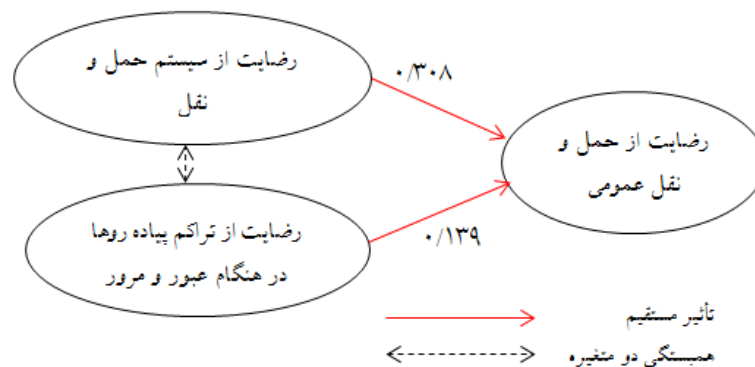 رضایت از سیستم حمل و
نقل
۰/۳۰۸
رضایت از حمل و
نقل عمومی
رضایت از تراکم پیاده روها
در هنگام عبور و مرور
۰/۱۳۹
تأثیر مستقیم
همبستگی دو متغیره